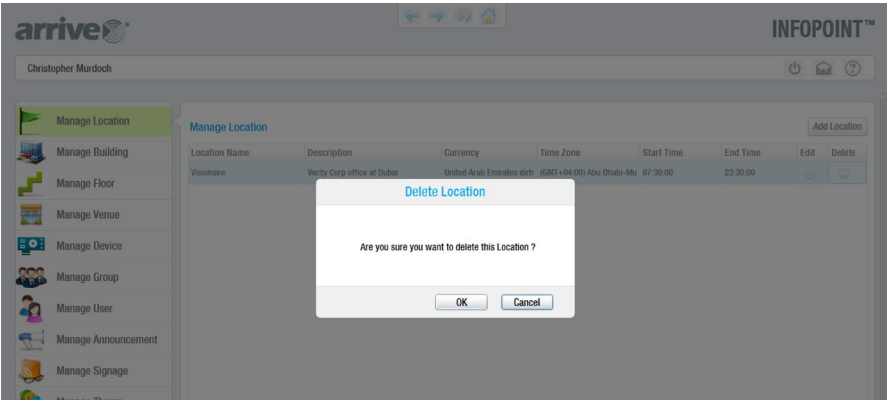 arrive
INFOPOINT™
Christopher Murdoch
Manage Location
Manage Building
Manage Floor
Manage Venue
Manage Device
Manage Group
Manage User
Manage Announcement
Manage Signage
Manage Theme
Manage Location
Add Location
Location Name Description Currency Time Zone Start Time End Time Edit Delete
Visionaire Verity Corp office at Dubai United Arab Emirates dirh (GMT+04:00) Abu Dhabi-Mu 07:30:00 23:30:00
Delete Location
Are you sure you want to delete this Location ?
OK Cancel